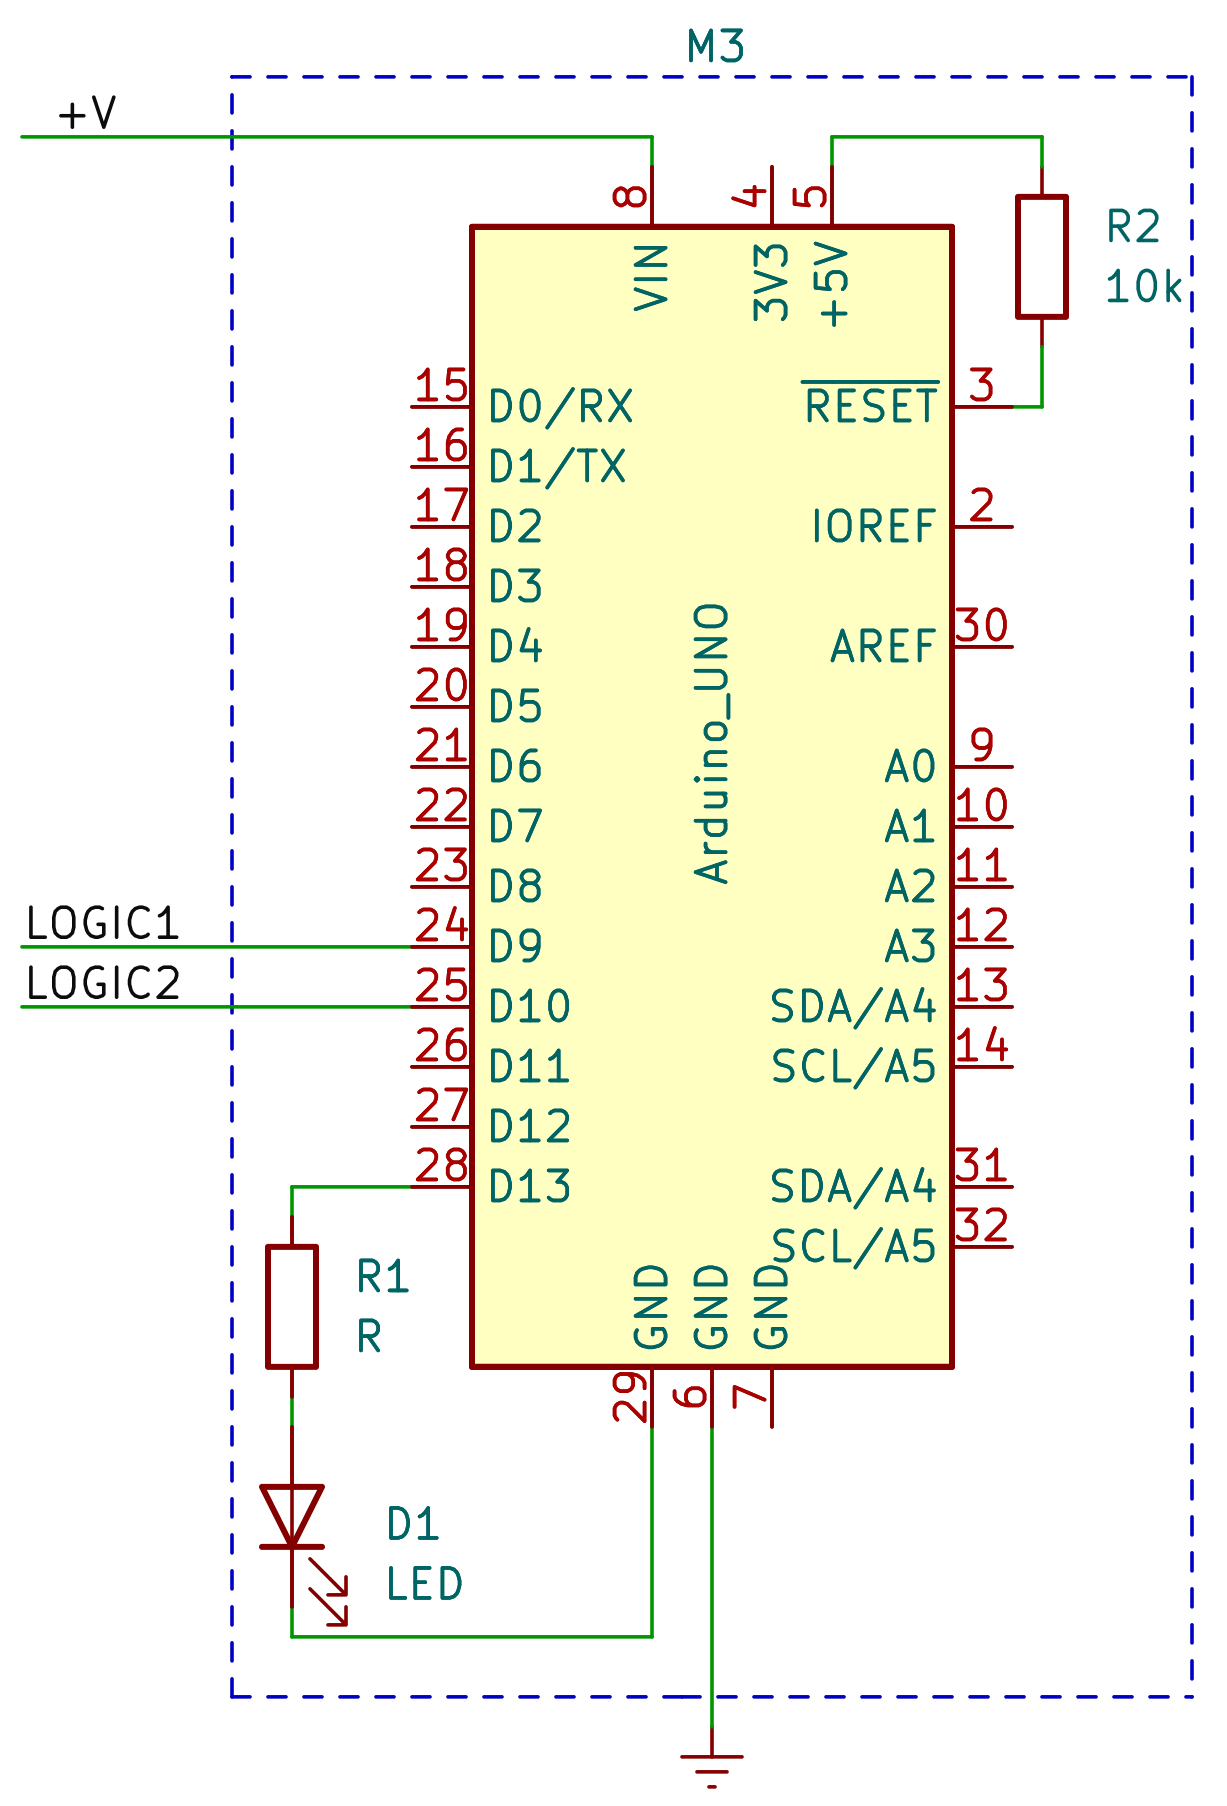 M3
+V
8
4
5
VIN
3V3
+5V
R2
10k
15
D0/RX
RESET
3
16
D1/TX
17
D2
IOREF
2
18
D3
19
D4
AREF
30
20
D5
Arduino_UNO
21
D6
A0
9
22
D7
A1
10
23
D8
A2
11
LOGIC1
24
D9
A3
12
LOGIC2
25
D10
SDA/A4
13
26
D11
SCL/A5
14
27
D12
28
D13
SDA/A4
31
SCL/A5
32
R1
R
GND
GND
GND
29
6
7
D1
LED